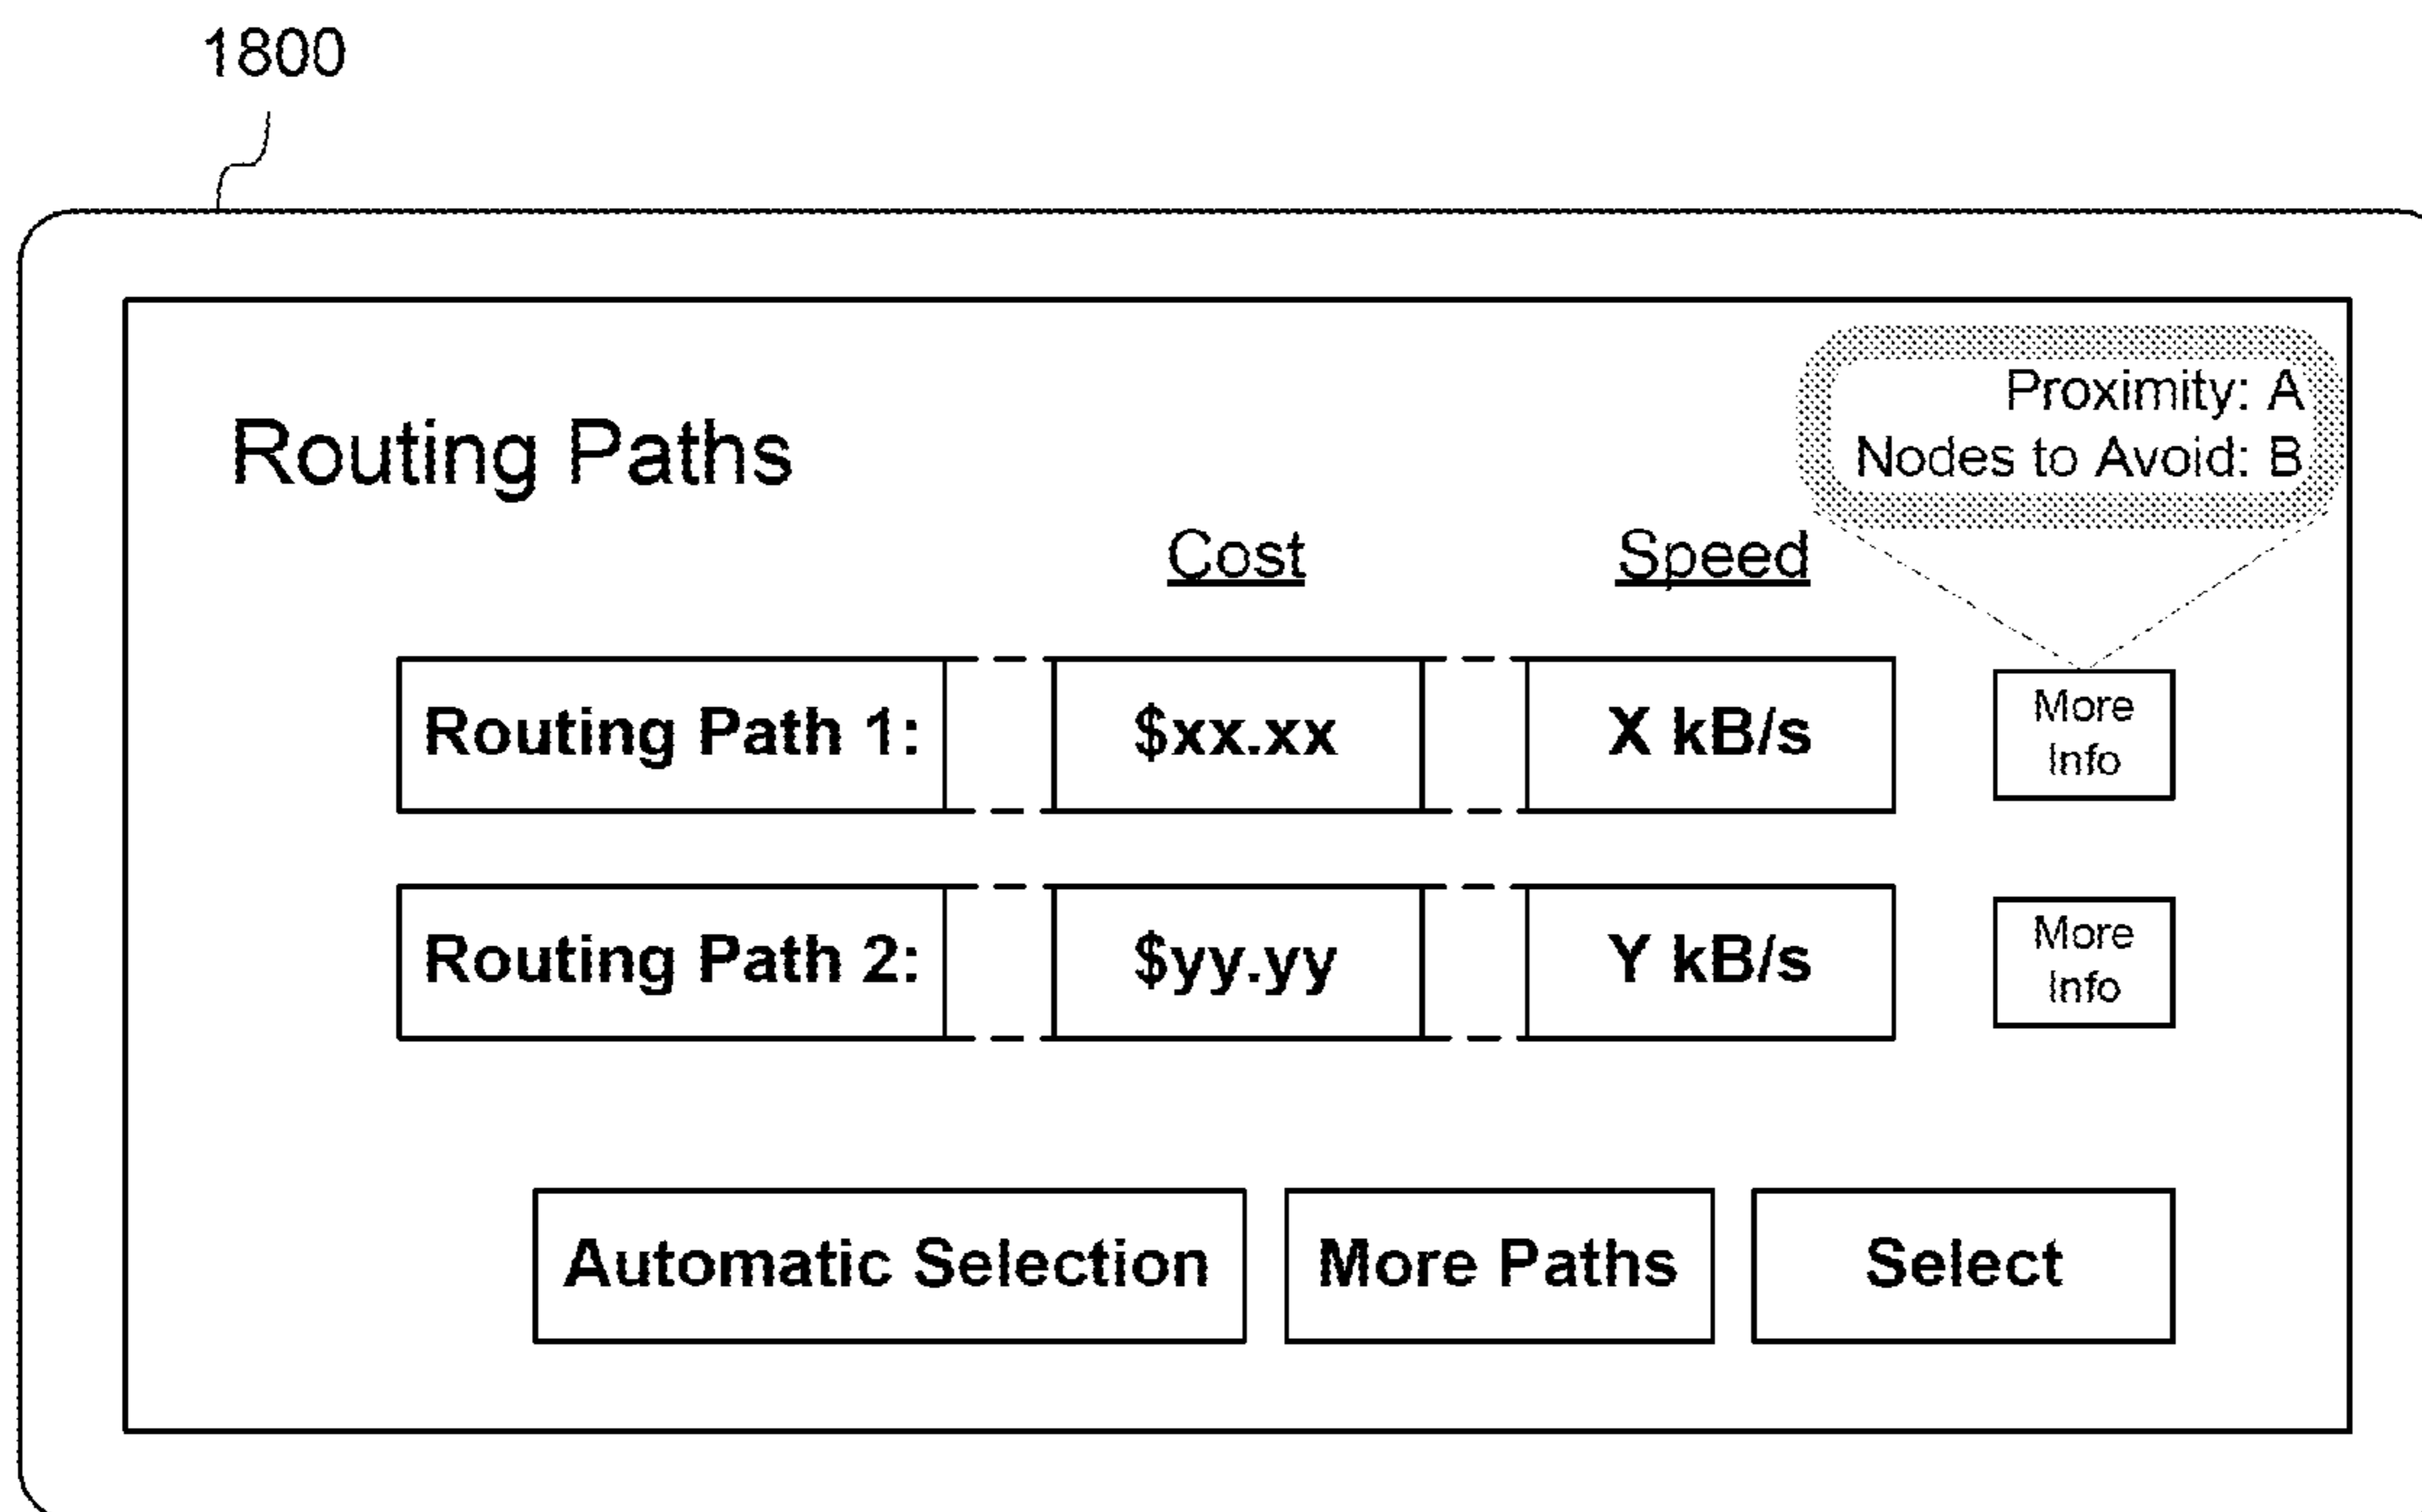 1800
Proximity: A
Nodes to Avoid: B
Routing Paths
Cost Speed
Routing Path 1: $xx.xx X kB/s More
Info
Routing Path 2: $yy.yy Y kB/s More
Info
Automatic Selection More Paths Select